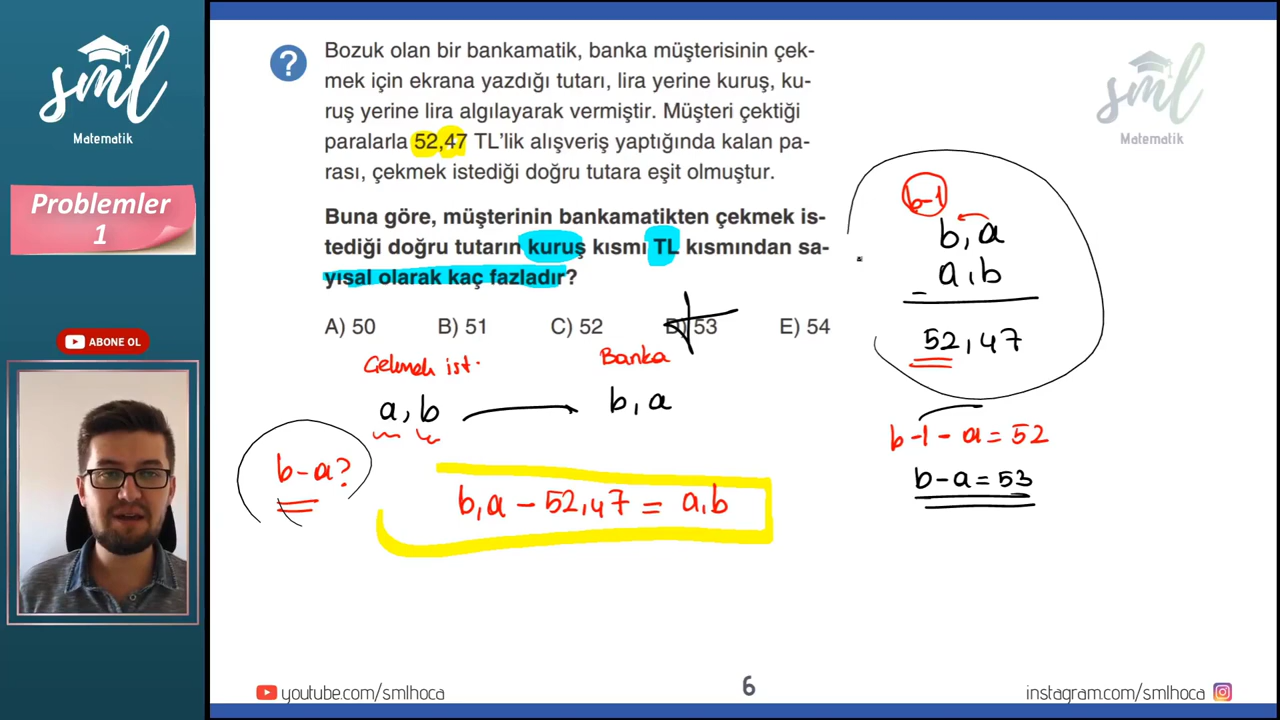 sml
Matematik
Problemler
1
ABONE OL
?
Bozuk olan bir bankamatik, banka müşterisinin çek-
mek için ekrana yazdığı tutarı, lira yerine kuruş, ku-
ruş yerine lira algılayarak vermiştir. Müşteri çektiği
paralarla 52,47 TL'lik alışveriş yaptığında kalan pa-
rası, çekmek istediği doğru tutara eşit olmuştur.
Buna göre, müşterinin bankamatikten çekmek is-
tediği doğru tutarın kuruş kısmı TL kısmından sa-
yısal olarak kaç fazladır?
A) 50 B) 51 C) 52 D) 53 E) 54
ist. Banka
a, b b, a
b-a?
b,a - 52,47 = a,b
sml
Matematik
b-1
b, a
- a, b
52, 47
b-1-a = 52
b-a = 53
youtube.com/smlhoca
6
instagram.com/smlhoca